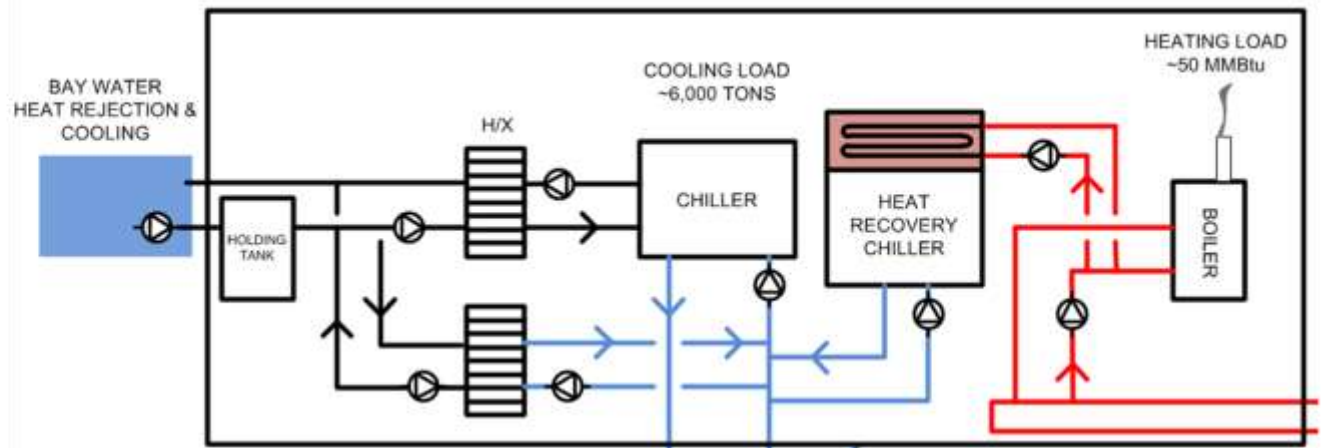 BAY WATER
HEAT REJECTION &
COOLING
HOLDING
TANK
H/X
COOLING LOAD
~6,000 TONS
CHILLER
HEAT
RECOVERY
CHILLER
HEATING LOAD
~50 MMBtu
BOILER